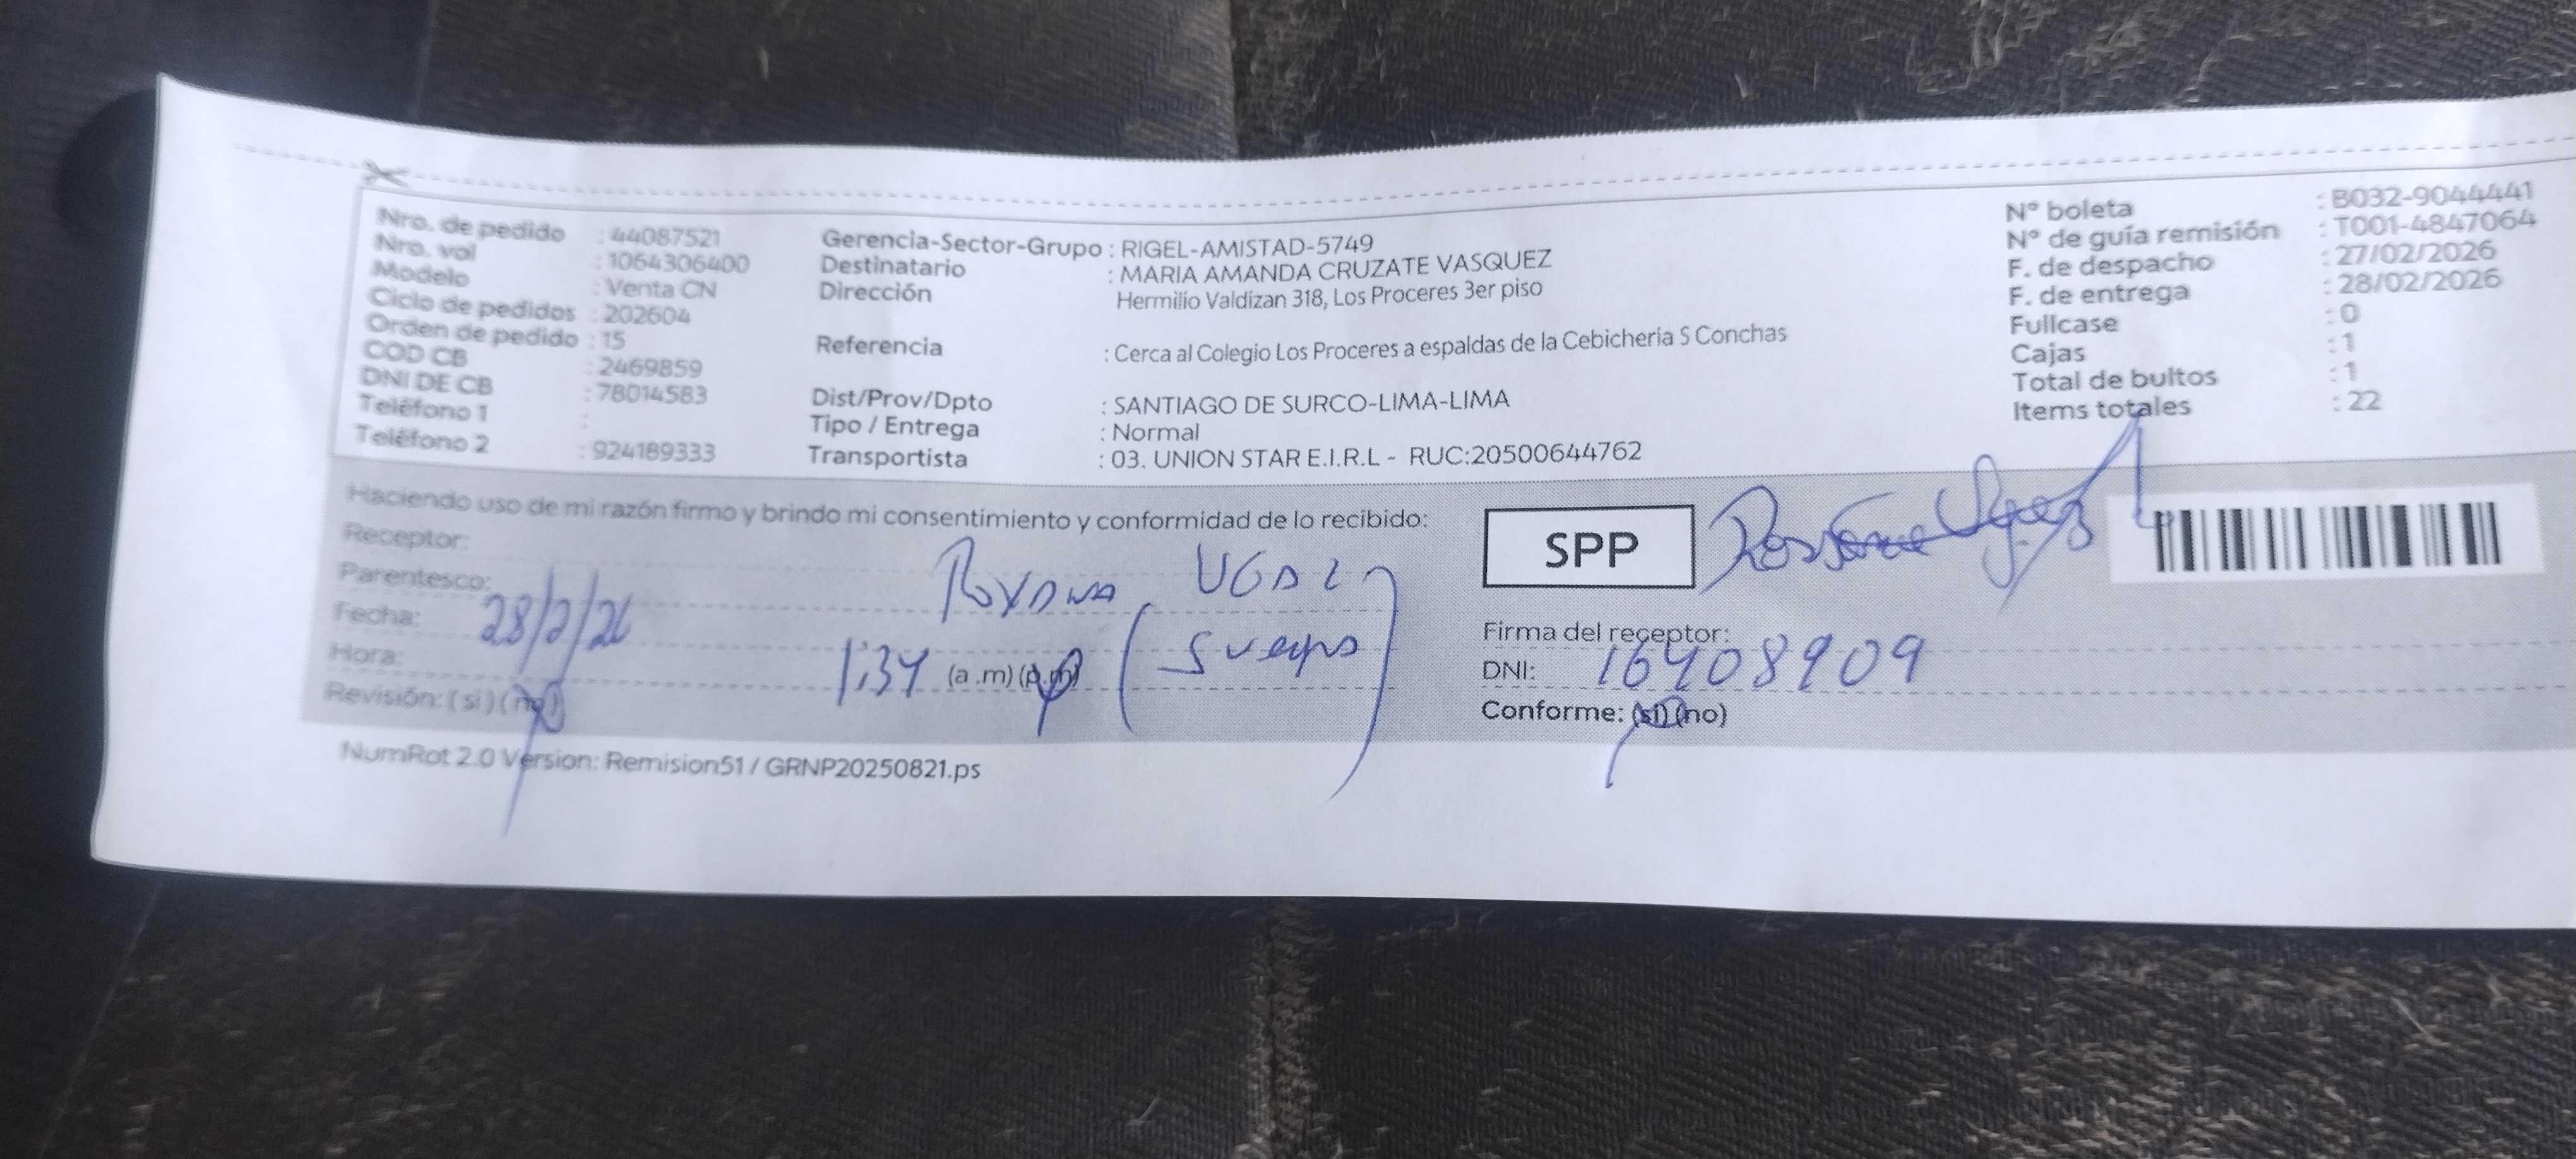 Nro. de pedido : 44087521
Nro. vol : 1064306400
Modelo : Venta CN
Ciclo de pedidos : 202604
Orden de pedido : 15
COD CB : 2469859
DNI DE CB : 78014583
Teléfono 1 :
Teléfono 2 : 924189333
Gerencia-Sector-Grupo : RIGEL-AMISTAD-5749
Destinatario : MARIA AMANDA CRUZATE VASQUEZ
Dirección Hermilio Valdizan 318, Los Proceres 3er piso
Referencia : Cerca al Colegio Los Proceres a espaldas de la Cebicheria 5 Conchas
Dist/Prov/Dpto : SANTIAGO DE SURCO-LIMA-LIMA
Tipo / Entrega : Normal
Transportista : 03. UNION STAR E.I.R.L - RUC:20500644762
N° boleta : B032-9044441
N° de guía remisión : T001-4847064
F. de despacho : 27/02/2026
F. de entrega : 28/02/2026
Fullcase : 0
Cajas : 1
Total de bultos : 1
Items totales : 22
Haciendo uso de mi razón firmo y brindo mi consentimiento y conformidad de lo recibido:
Receptor:
Parentesco:
Fecha: 28/2/26
Hora: 1:34 (a.m) (p.m)
Revisión: (si) (no)
(suegra)
SPP
Firma del receptor:
DNI: 16408909
Conforme: (si) (no)
NumRot 2.0 Version: Remision51 / GRNP20250821.ps